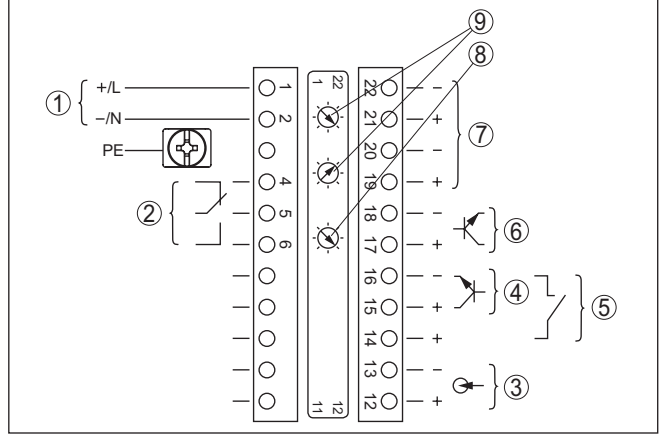 ⑨
⑧
① +/L 1 1 22 22 −
−/N 2 21 + ⑦
20 −
PE
4 19 +
② 5 18 − ⑥
6 17 +
16 − ④ ⑤
15 +
14 +
13 − ③
11 12 12 +